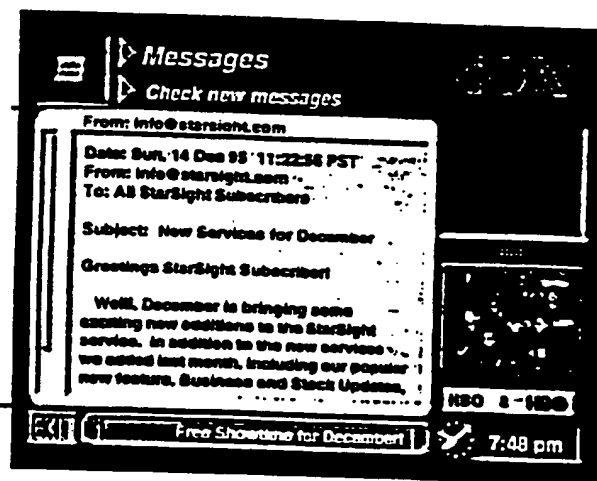 Messages
Check new messages
From: info@starsight.com
Date: Sun, 14 Dec 95 11:22:56 PST
From: info@starsight.com
To: All StarSight Subscribers
Subject: New Services for December
Greetings StarSight Subscriber!
Well, December is bringing some
exciting new additions to the StarSight
service. In addition to the new services
we added last month, including our popular
new feature, Business and Stock Updates,
8 - HBO
Free Showtime for December!
7:48 pm